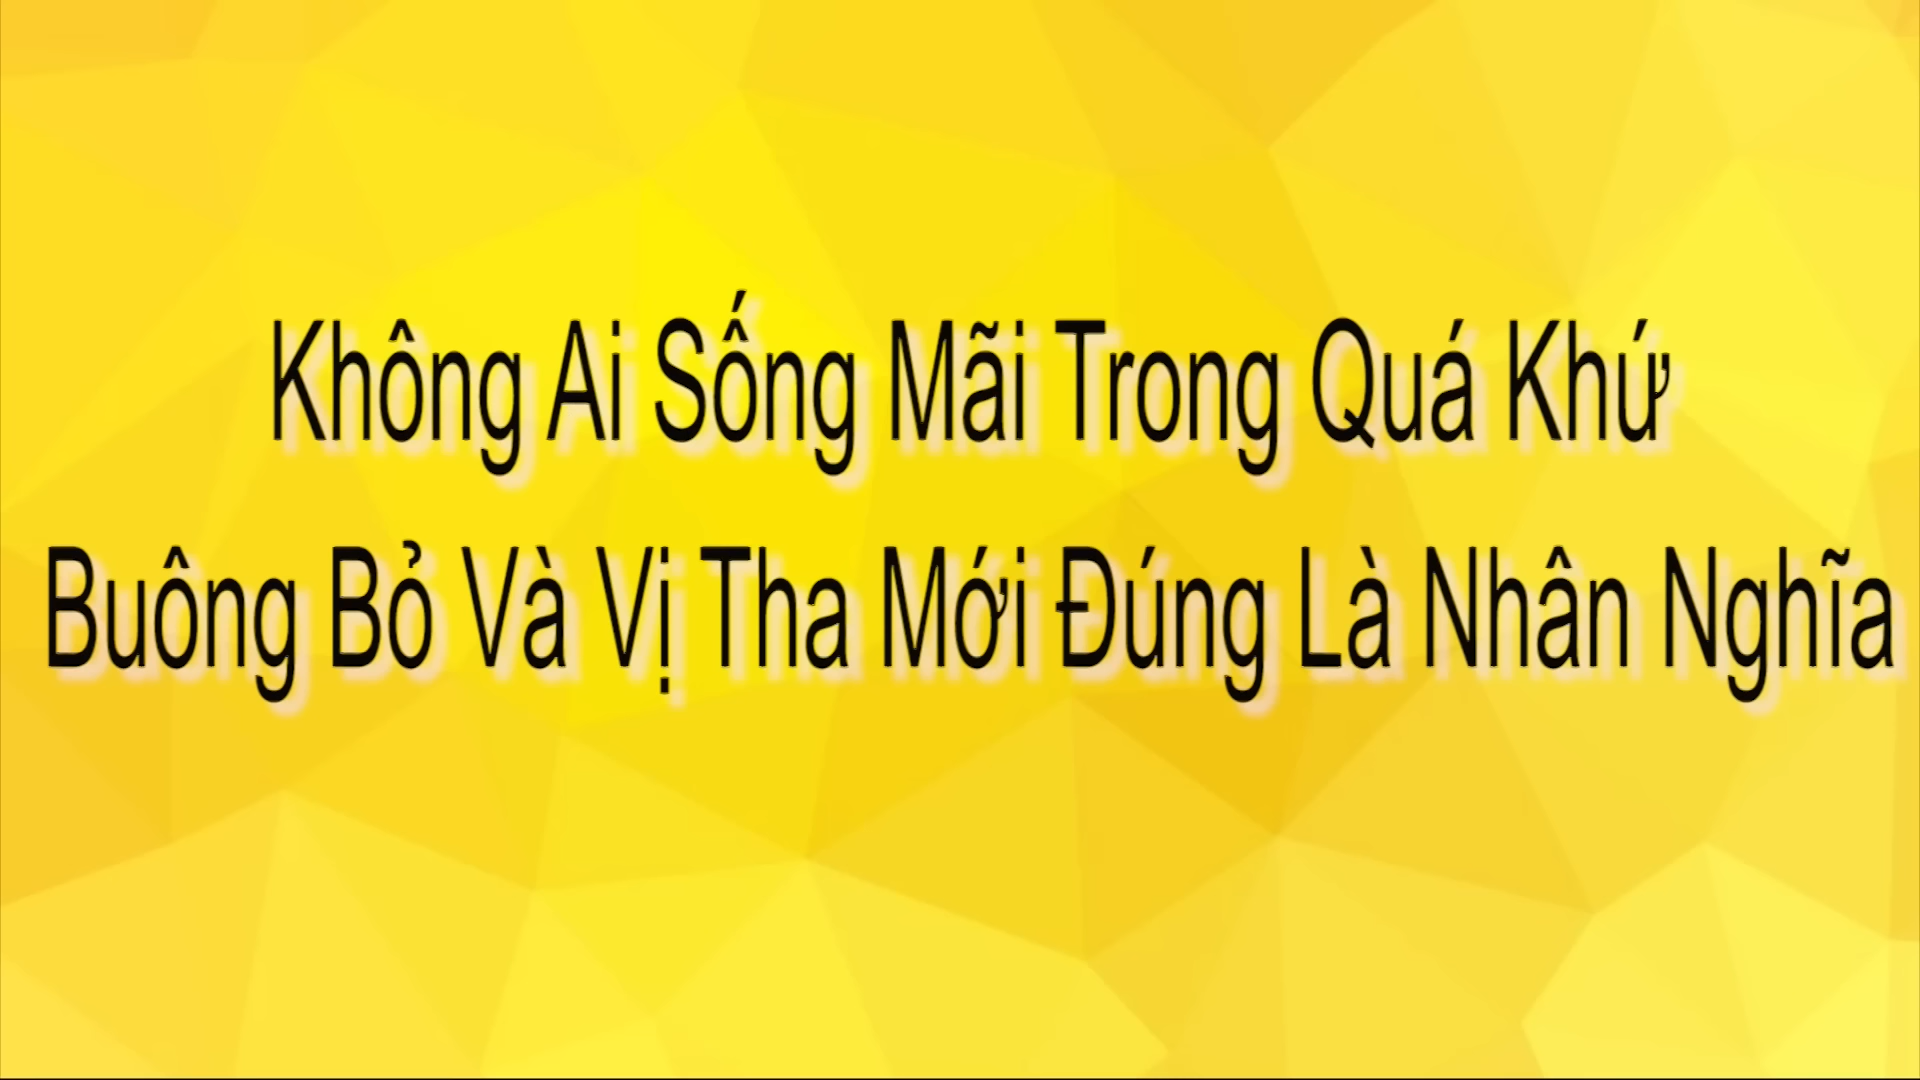 Không Ai Sống Mãi Trong Quá Khứ
Buông Bỏ Và Vị Tha Mới Đúng Là Nhân Nghĩa